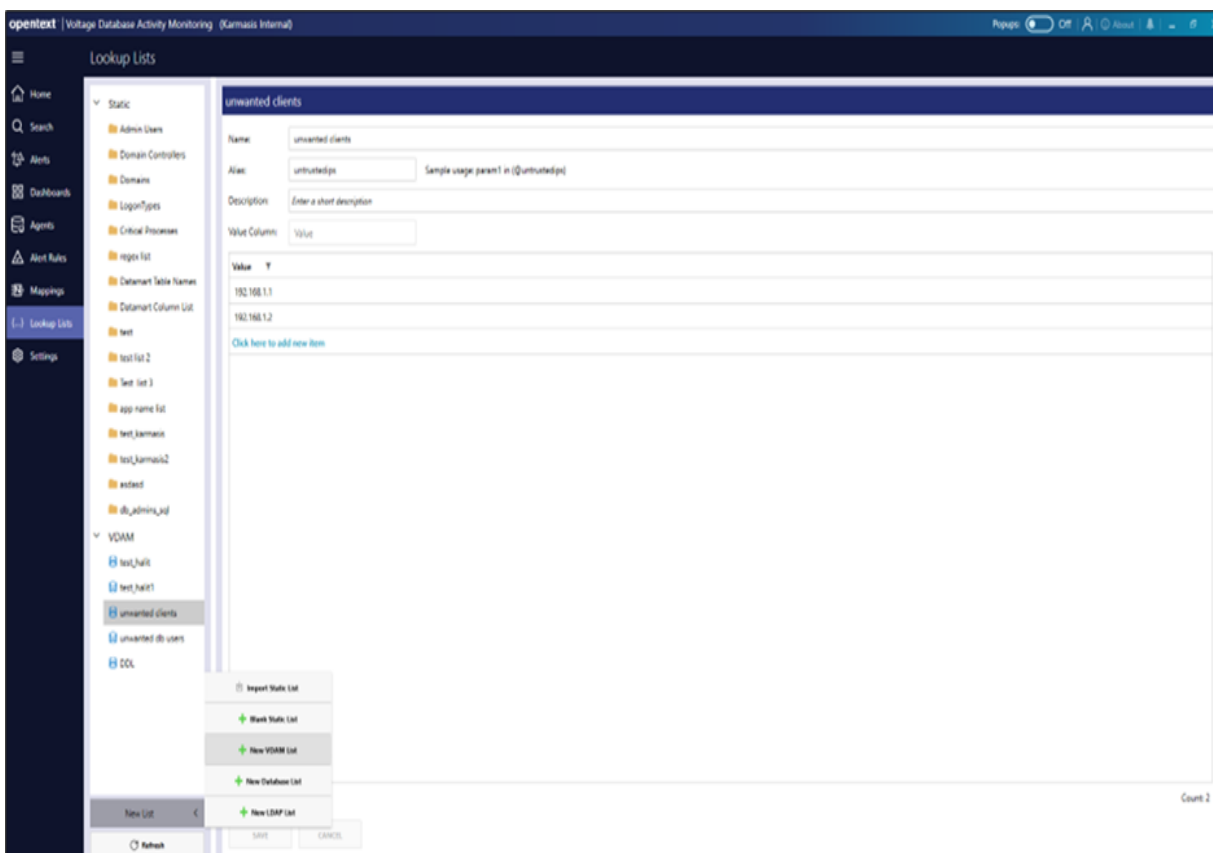 opentext | Voltage Database Activity Monitoring (Karmasis Internal)
Popups: Off About
Lookup Lists
Home
Search
Alerts
Dashboards
Agents
Alert Rules
Mappings
{...} Lookup Lists
Settings
Static
Admin Users
Domain Controllers
Domains
LogonTypes
Critical Processes
regex list
Datamart Table Names
Datamart Column List
test
test list 2
Test list 3
app name list
test_karmasis
test_karmasis2
asdasd
db_admins_sql
VDAM
test_halit
test_halit1
unwanted clients
unwanted db users
DDL
New List
Refresh
Import Static List
Blank Static List
New VDAM List
New Database List
New LDAP List
unwanted clients
Name: unwanted clients
Alias: untrustedips Sample usage: param1 in (@untrustedips)
Description: Enter a short description
Value Column: Value
Value
192.168.1.1
192.168.1.2
Click here to add new item
Count: 2
SAVE CANCEL